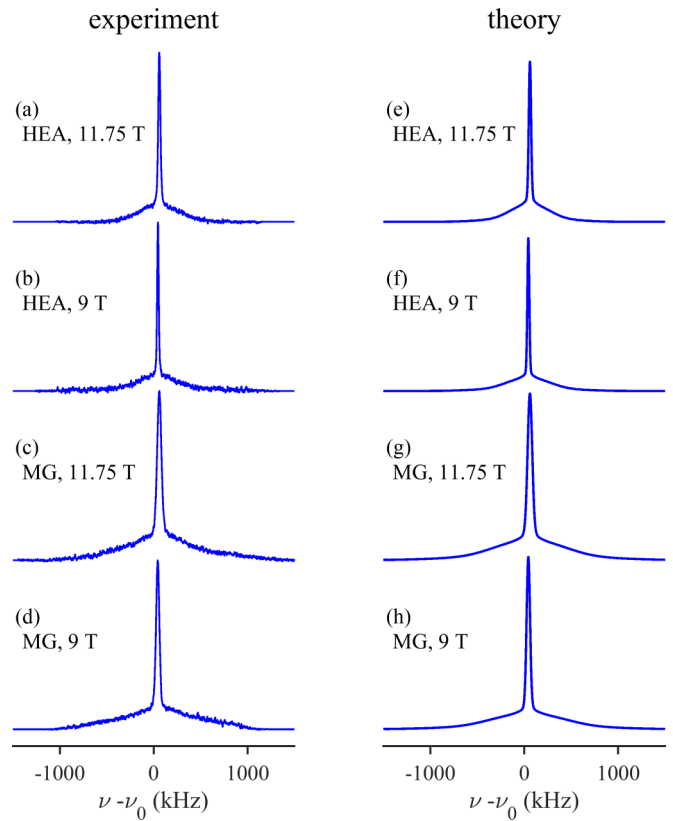 experiment
theory
(a)
HEA, 11.75 T
(e)
HEA, 11.75 T
(b)
HEA, 9 T
(f)
HEA, 9 T
(c)
MG, 11.75 T
(g)
MG, 11.75 T
(d)
MG, 9 T
(h)
MG, 9 T
-1000 0 1000
-1000 0 1000
ν -ν₀ (kHz)
ν -ν₀ (kHz)